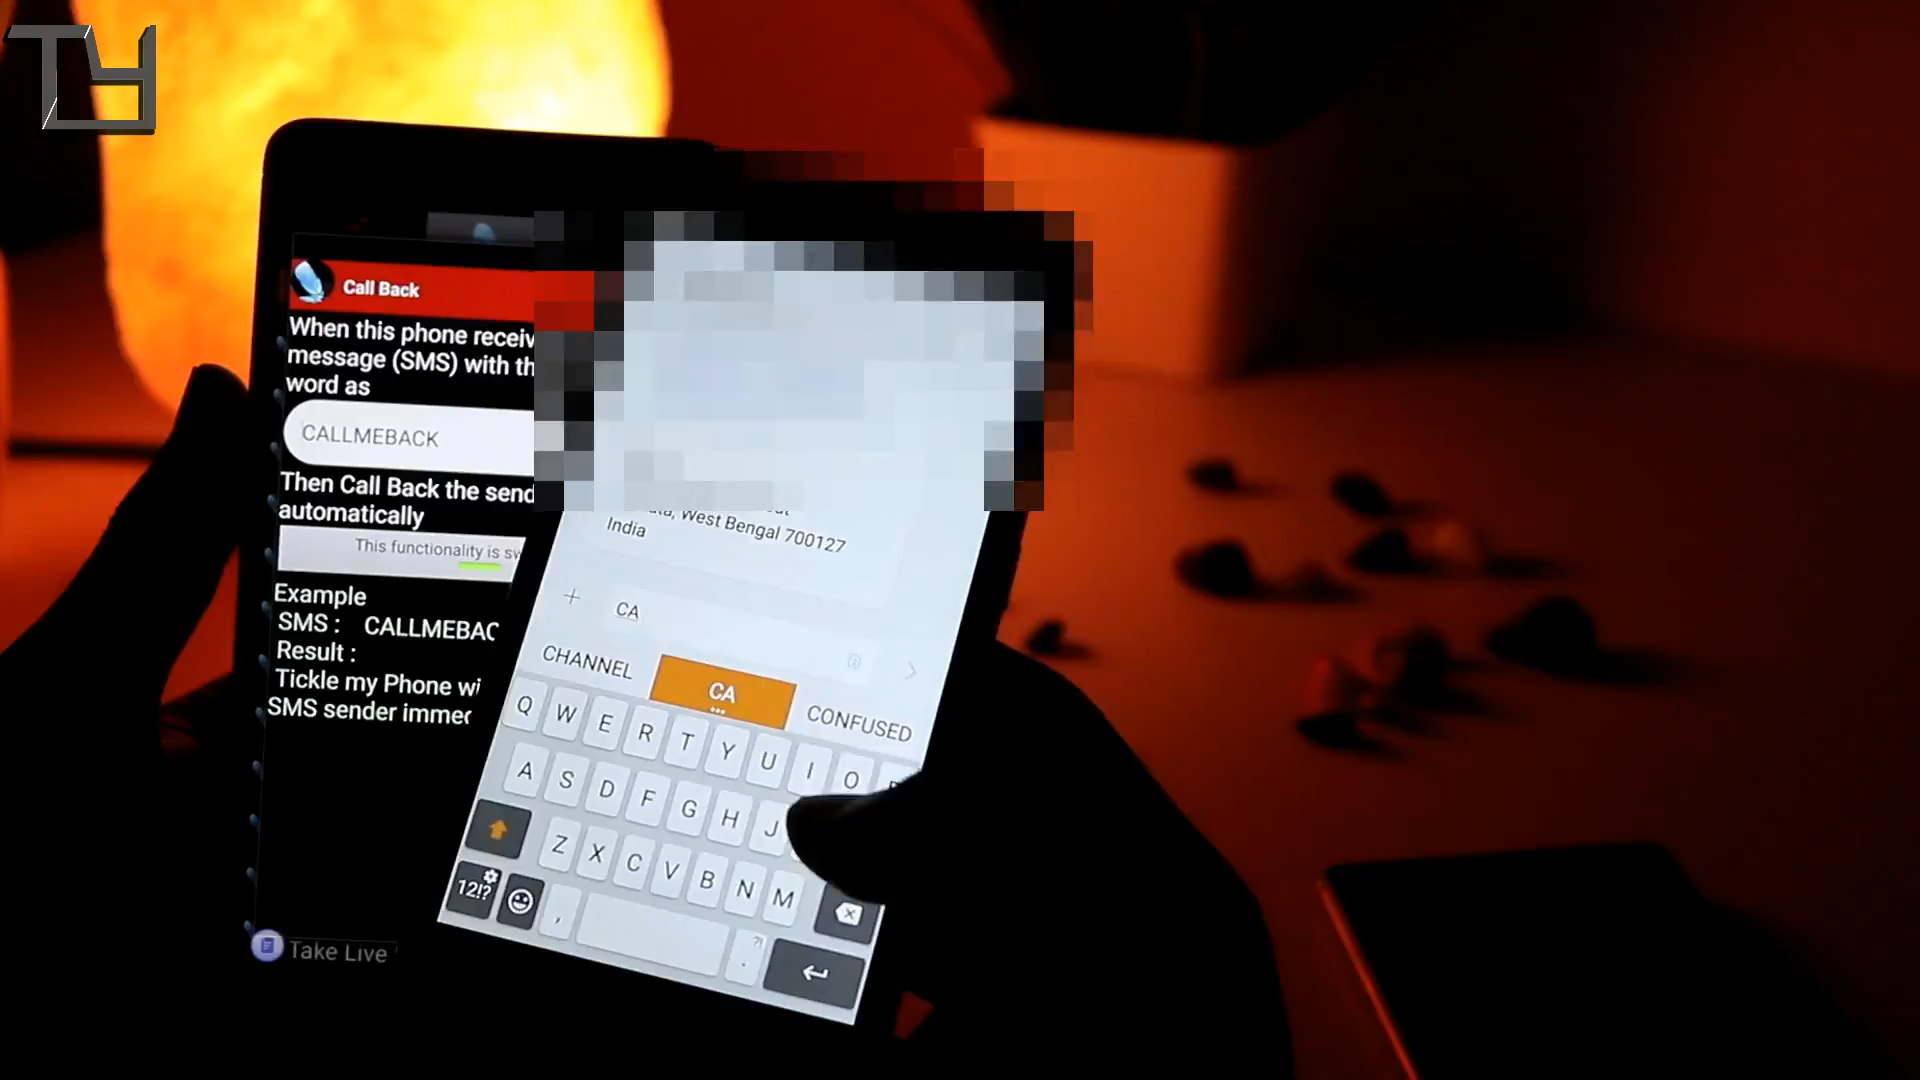 TY
Call Back
When this phone receiv
message (SMS) with th
word as
CALLMEBACK
Then Call Back the send
automatically
This functionality is sw
Example
SMS : CALLMEBAC
Result :
Tickle my Phone wi
SMS sender immed
Take Live
West Bengal 700127
India
CA
CHANNEL CA CONFUSED
Q W E R T Y U I O
A S D F G H J
Z X C V B N M
12!? , . ?!